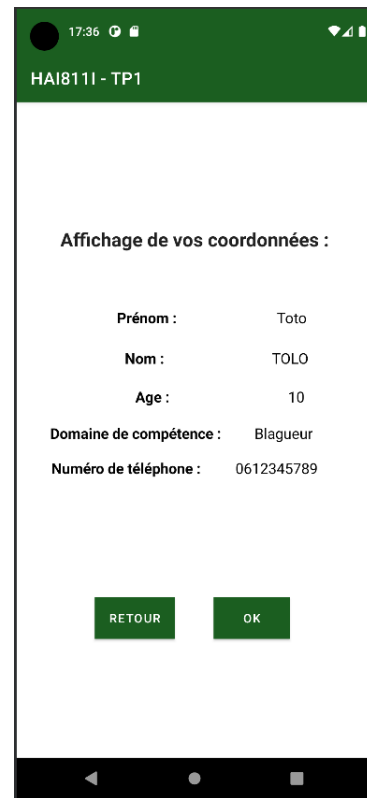 17:36
HAI811I - TP1
Affichage de vos coordonnées :
Prénom : Toto
Nom : TOLO
Age : 10
Domaine de compétence : Blagueur
Numéro de téléphone : 0612345789
RETOUR OK